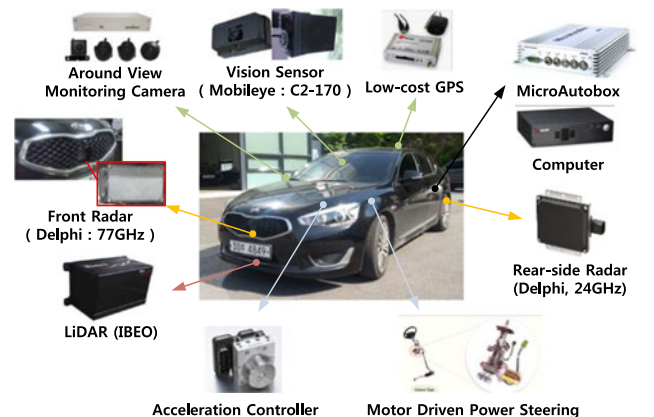 Around View
Monitoring Camera
Vision Sensor
( Mobileye : C2-170 )
Low-cost GPS
MicroAutobox
Computer
Front Radar
( Delphi : 77GHz )
Rear-side Radar
(Delphi, 24GHz)
LiDAR (IBEO)
Acceleration Controller
Motor Driven Power Steering